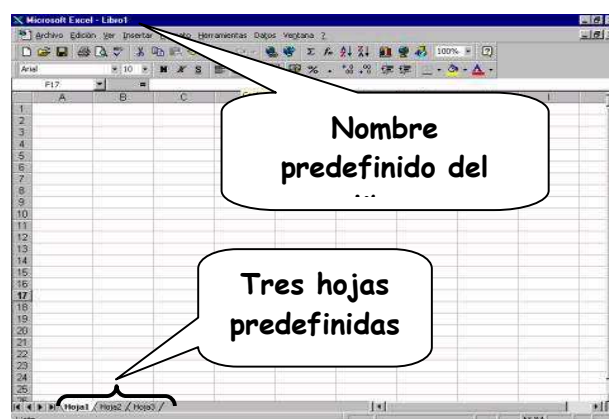 Microsoft Excel - Libro1
Archivo Edición Ver Insertar Herramientas Datos Ventana ?
100%
Arial 10 N K S
F17 =
A B C I
Nombre
predefinido del
1
2
3
4
5
6
7
8
9
10
11
12
13
14
15
16
17
18
19
20
21
22
23
24
25
Tres hojas
predefinidas
Hoja1 / Hoja2 / Hoja3 /